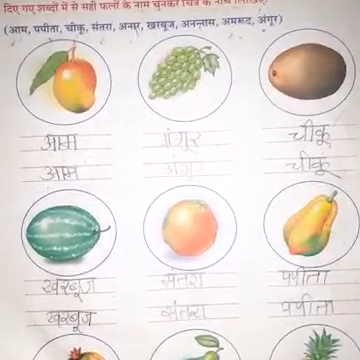 दिए गए शब्दों में से सही फलों के नाम चुनकर चित्र के नीचे लिखिए।
(आम, पपीता, चीकू, संतरा, अनार, खरबूज, अनन्नास, अमरूद, अंगूर)
आम अंगूर चीकू
आम अंगूर चीकू
खरबूज संतरा पपीता
खरबूज संतरा पपीता